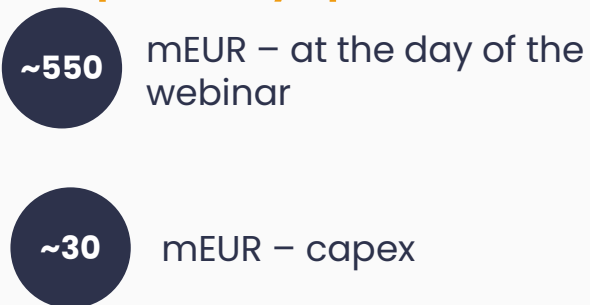 ~550
mEUR – at the day of the
webinar
~30
mEUR – capex